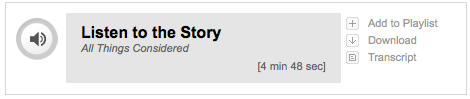 Listen to the Story
All Things Considered
[4 min 48 sec]
Add to Playlist
Download
Transcript